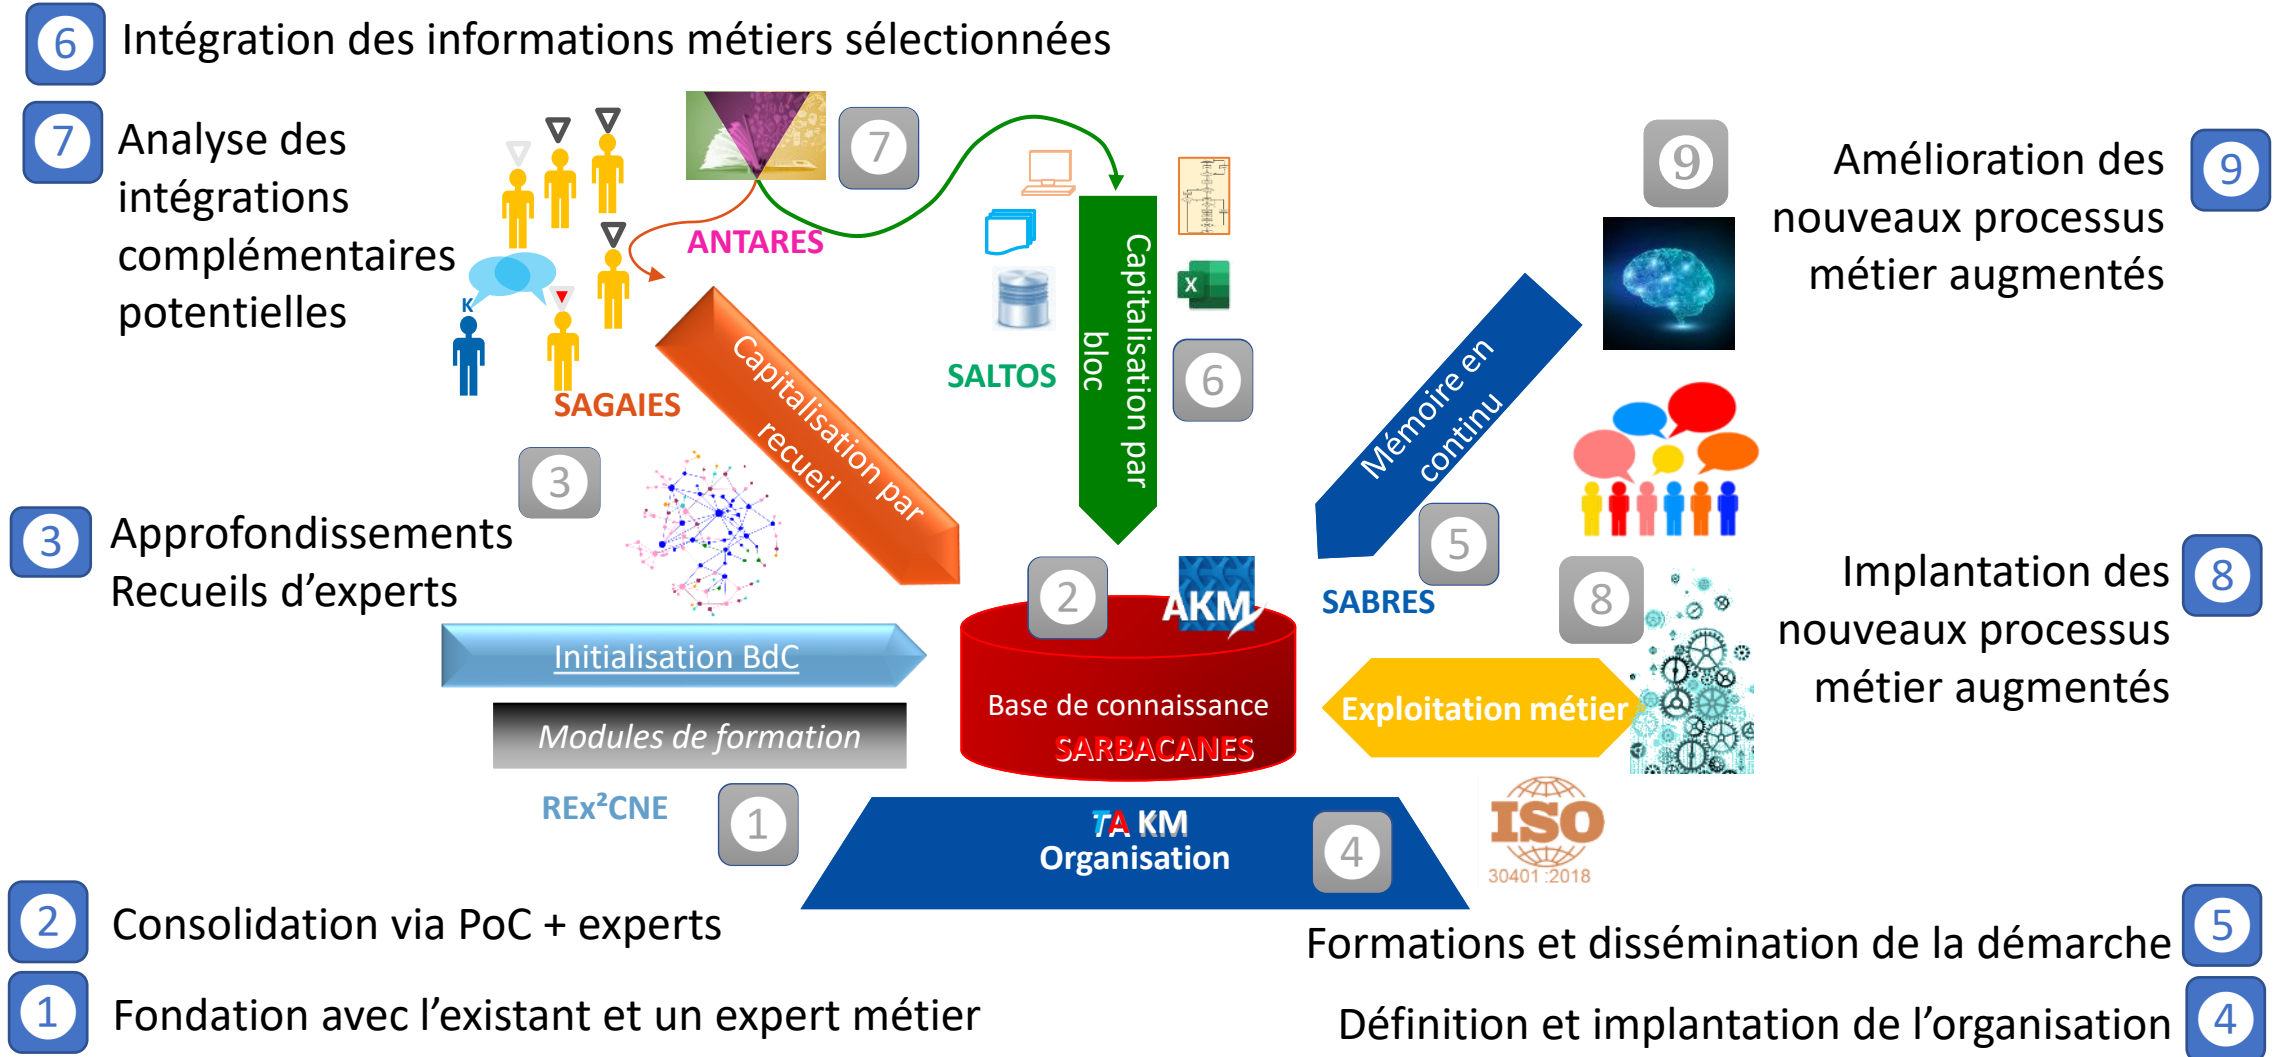 6 Intégration des informations métiers sélectionnées
7 Analyse des
intégrations
complémentaires
potentielles
7
ANTARES
9
Amélioration des 9
nouveaux processus
métier augmentés
K
SAGAIES
Capitalisation par
recueil
SALTOS
Capitalisation par
bloc
X
6
Mémoire en
continu
3
3 Approfondissements
Recueils d’experts
5
SABRES
8
Implantation des 8
nouveaux processus
métier augmentés
2
AKM
Initialisation BdC
Modules de formation
REx²CNE
1
Base de connaissance
SARBACANES
Exploitation métier
TA KM
Organisation
4
ISO
30401 :2018
2 Consolidation via PoC + experts
1 Fondation avec l’existant et un expert métier
Formations et dissémination de la démarche 5
Définition et implantation de l’organisation 4